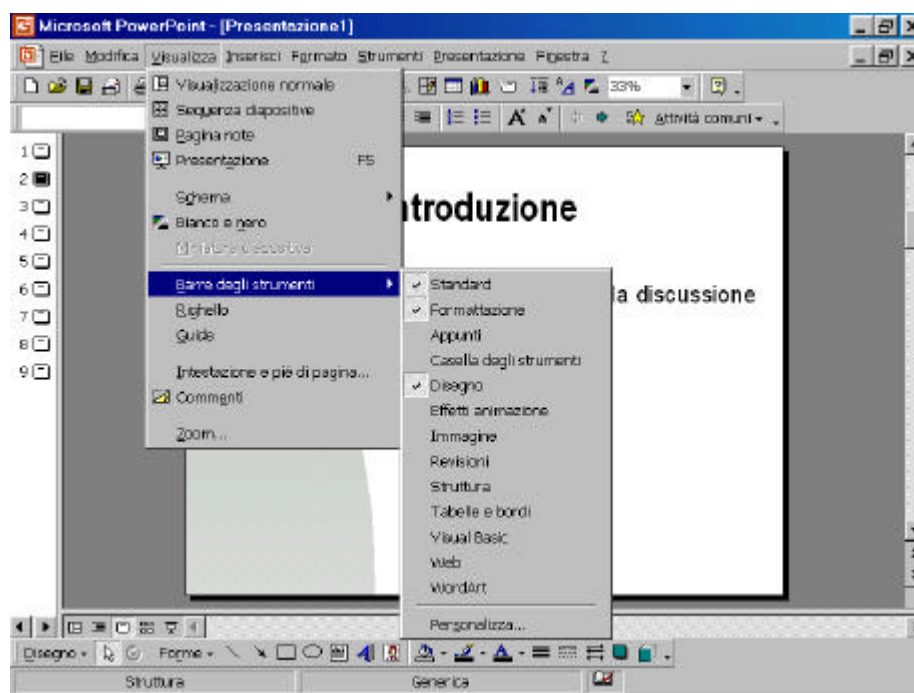 Microsoft PowerPoint - [Presentazione1]
File Modifica Visualizza Inserisci Formato Strumenti Presentazione Finestra ?
Visualizzazione normale
33%
Sequenza diapositive
Attività comuni
Pagina note
Presentazione F5
Schema
Bianco e nero
Miniatura diapositiva
ntroduzione
Barre degli strumenti
Righello
Guide
Intestazione e piè di pagina...
Commenti
Zoom...
Standard
Formattazione
Appunti
Casella degli strumenti
Disegno
Effetti animazione
Immagine
Revisioni
Struttura
Tabelle e bordi
Visual Basic
Web
WordArt
Personalizza...
la discussione
1
2
3
4
5
6
7
8
9
Disegno Forme
Struttura Generica